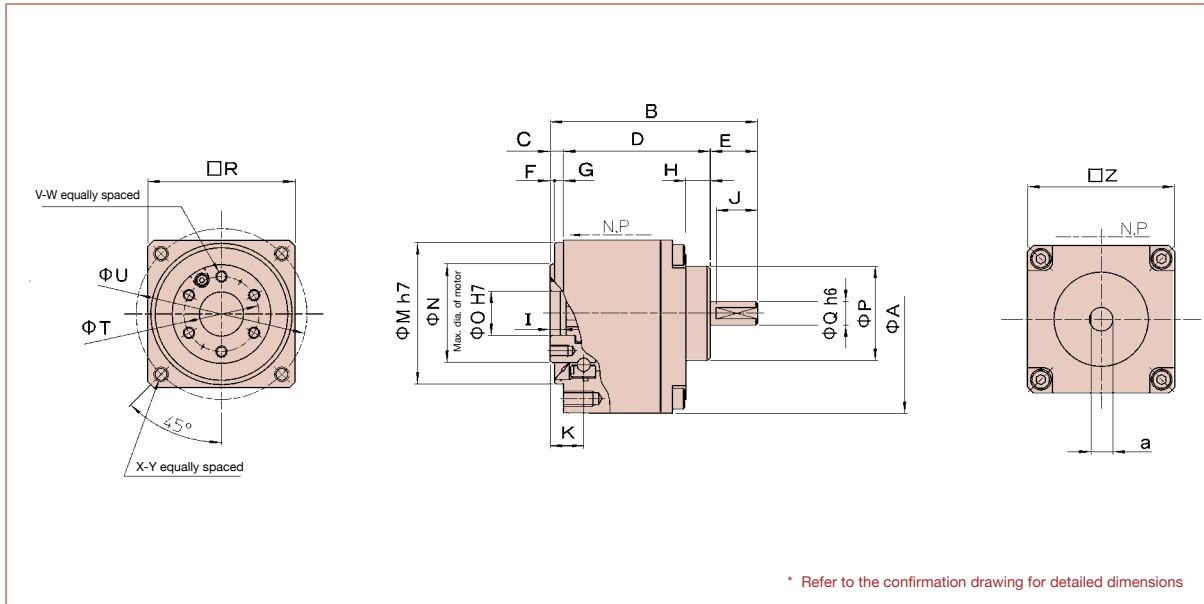 □R
V-W equally spaced
ΦU
ΦT
45°
X-Y equally spaced
B
C
D
E
F
G
H
J
N.P
ΦM h7
ΦN
Max. dia. of motor
ΦO H7
I
K
ΦQ h6
ΦP
ΦA
□Z
N.P
a
* Refer to the confirmation drawing for detailed dimensions